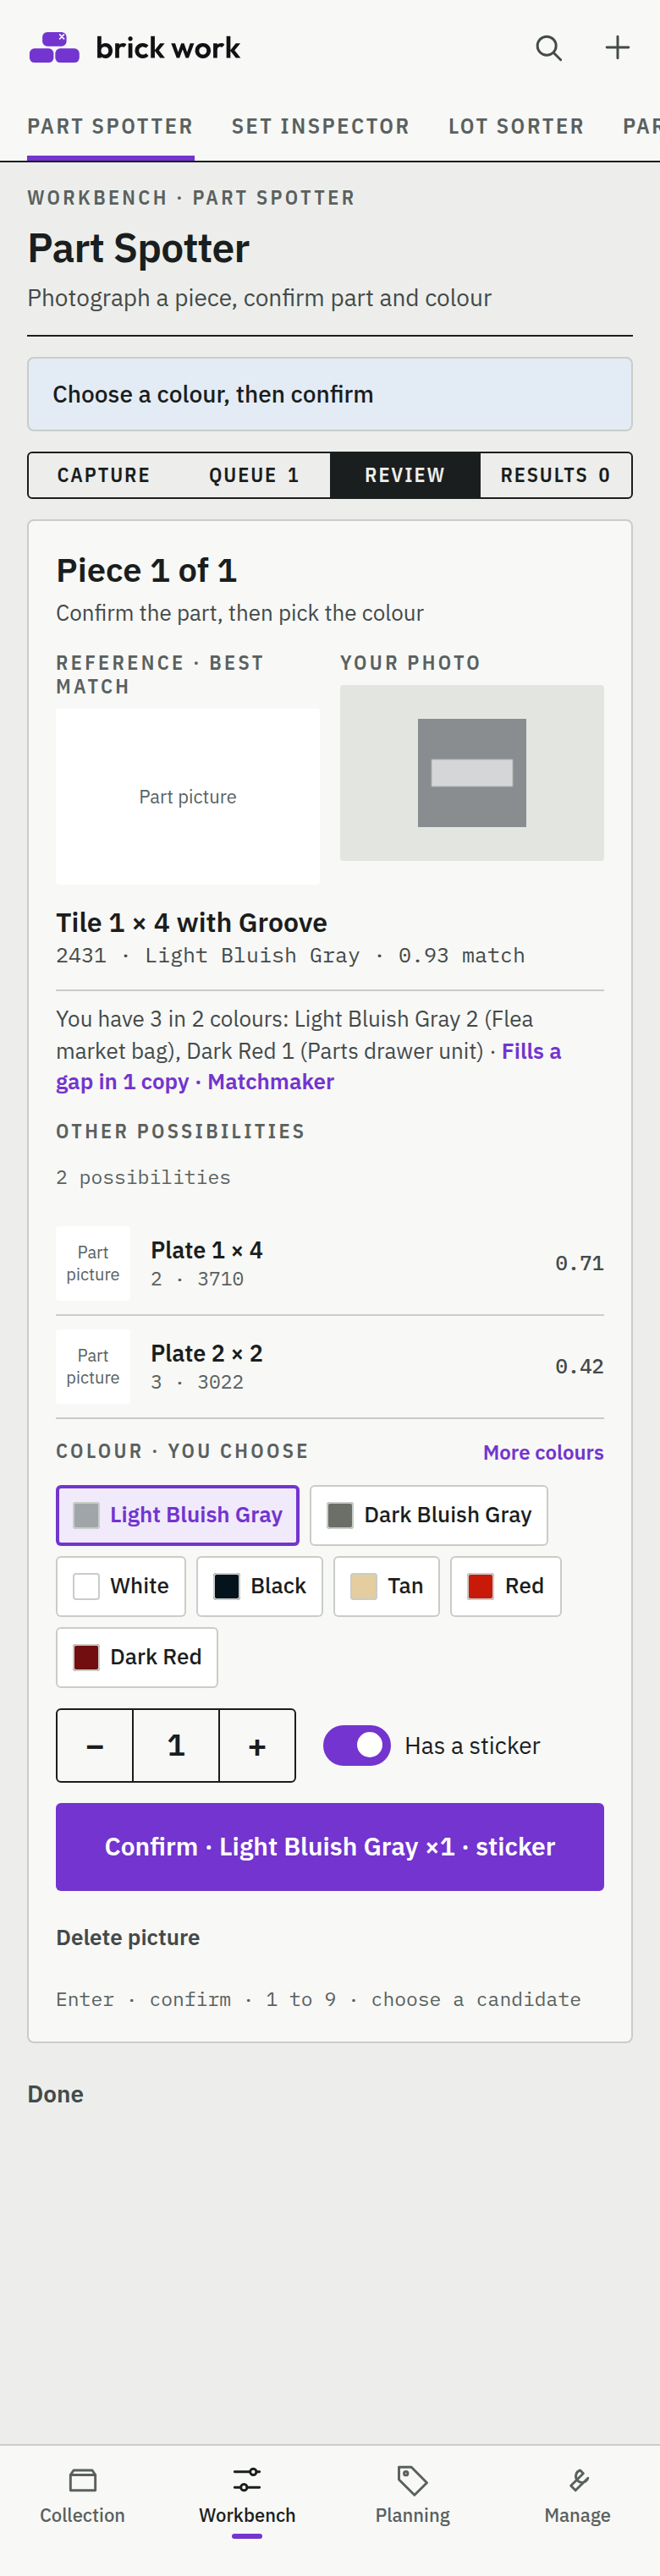 brick work
PART SPOTTER SET INSPECTOR LOT SORTER PAR
WORKBENCH · PART SPOTTER
Part Spotter
Photograph a piece, confirm part and colour
Choose a colour, then confirm
CAPTURE QUEUE 1 REVIEW RESULTS 0
Piece 1 of 1
Confirm the part, then pick the colour
REFERENCE · BEST
MATCH
YOUR PHOTO
Part picture
Tile 1 × 4 with Groove
2431 · Light Bluish Gray · 0.93 match
You have 3 in 2 colours: Light Bluish Gray 2 (Flea
market bag), Dark Red 1 (Parts drawer unit) · Fills a
gap in 1 copy · Matchmaker
OTHER POSSIBILITIES
2 possibilities
Part
picture
Plate 1 × 4
2 · 3710
0.71
Part
picture
Plate 2 × 2
3 · 3022
0.42
COLOUR · YOU CHOOSE
More colours
Light Bluish Gray Dark Bluish Gray
White Black Tan Red
Dark Red
− 1 + Has a sticker
Confirm · Light Bluish Gray ×1 · sticker
Delete picture
Enter · confirm · 1 to 9 · choose a candidate
Done
Collection Workbench Planning Manage